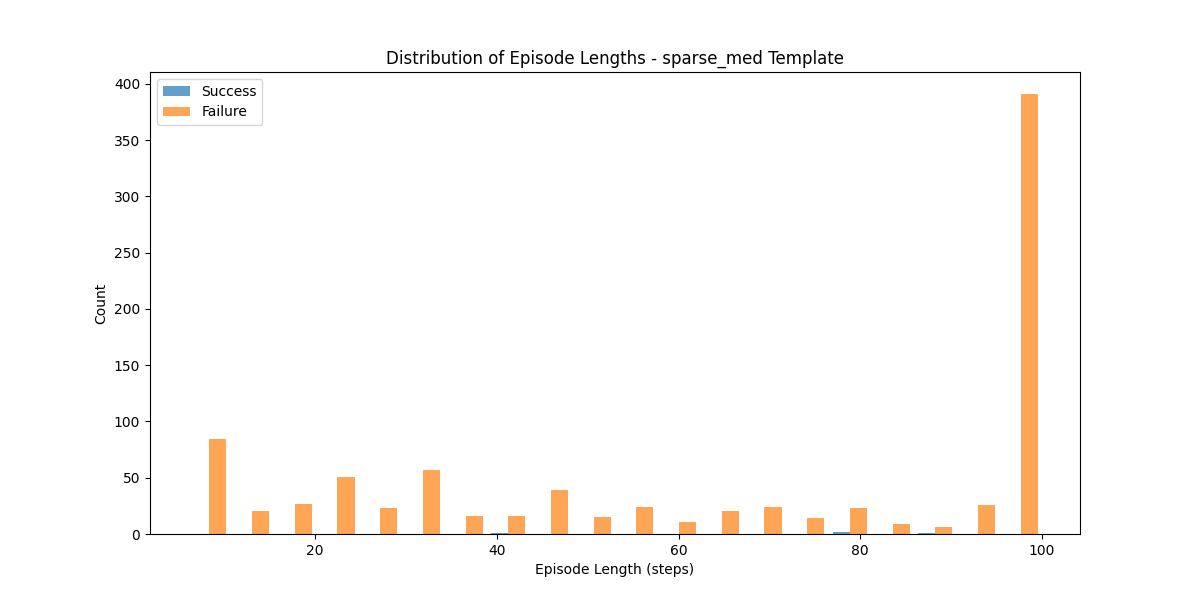 Distribution of Episode Lengths - sparse_med Template
Success
Failure
Count
400
350
300
250
200
150
100
50
0
20 40 60 80 100
Episode Length (steps)